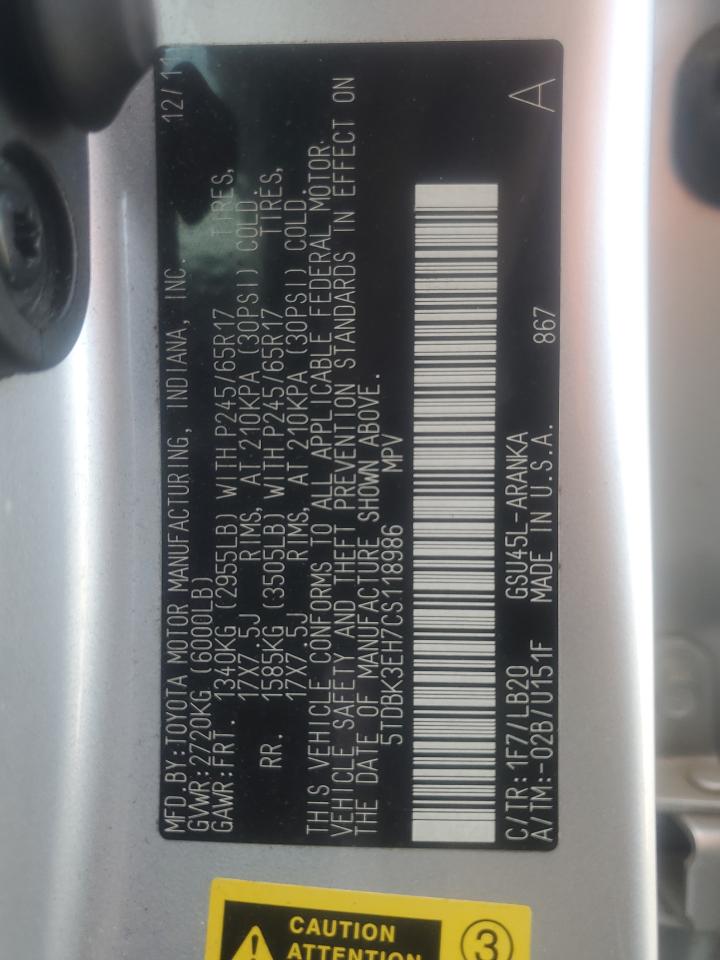 MFD.BY:TOYOTA MOTOR MANUFACTURING, INDIANA, INC. 12/11
GVWR:2720KG (6000LB)
GAWR:FRT. 1340KG (2955LB) WITH P245/65R17 TIRES,
17X7.5J RIMS, AT 210KPA (30PSI) COLD.
RR. 1585KG (3505LB) WITH P245/65R17 TIRES,
17X7.5J RIMS, AT 210KPA (30PSI) COLD.
THIS VEHICLE CONFORMS TO ALL APPLICABLE FEDERAL MOTOR
VEHICLE SAFETY AND THEFT PREVENTION STANDARDS IN EFFECT ON
THE DATE OF MANUFACTURE SHOWN ABOVE.
5TDBK3EH7CS118986 MPV
C/TR:1F7/LB20 GSU45L-ARANKA A
A/TM:-02B/U151F MADE IN U.S.A. 867
CAUTION
ATTENTION
3